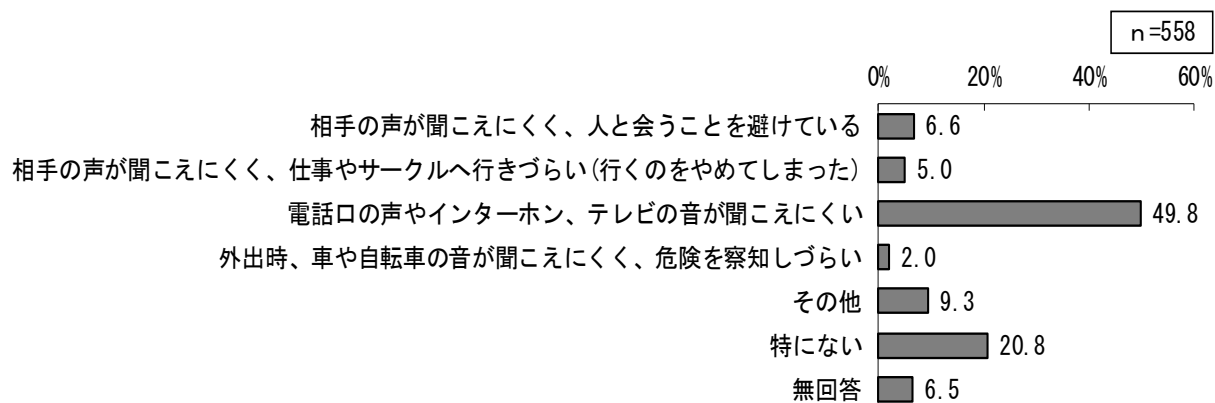 n=558
0% 20% 40% 60%
相手の声が聞こえにくく、人と会うことを避けている 6.6
相手の声が聞こえにくく、仕事やサークルへ行きづらい(行くのをやめてしまった) 5.0
電話口の声やインターホン、テレビの音が聞こえにくい 49.8
外出時、車や自転車の音が聞こえにくく、危険を察知しづらい 2.0
その他 9.3
特にない 20.8
無回答 6.5